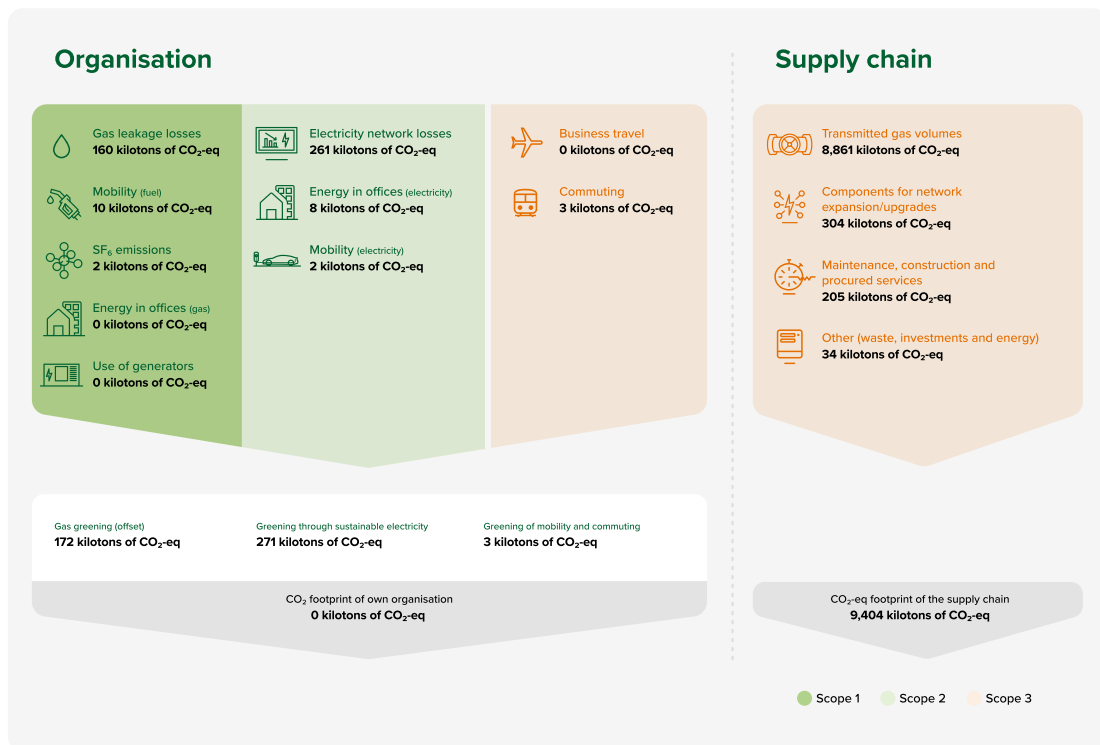 Organisation
Gas leakage losses
160 kilotons of CO₂-eq
Mobility (fuel)
10 kilotons of CO₂-eq
SF₆ emissions
2 kilotons of CO₂-eq
Energy in offices (gas)
0 kilotons of CO₂-eq
Use of generators
0 kilotons of CO₂-eq
Electricity network losses
261 kilotons of CO₂-eq
Energy in offices (electricity)
8 kilotons of CO₂-eq
Mobility (electricity)
2 kilotons of CO₂-eq
Business travel
0 kilotons of CO₂-eq
Commuting
3 kilotons of CO₂-eq
Gas greening (offset)
172 kilotons of CO₂-eq
Greening through sustainable electricity
271 kilotons of CO₂-eq
Greening of mobility and commuting
3 kilotons of CO₂-eq
CO₂ footprint of own organisation
0 kilotons of CO₂-eq
Supply chain
Transmitted gas volumes
8,861 kilotons of CO₂-eq
Components for network
expansion/upgrades
304 kilotons of CO₂-eq
Maintenance, construction and
procured services
205 kilotons of CO₂-eq
Other (waste, investments and energy)
34 kilotons of CO₂-eq
CO₂-eq footprint of the supply chain
9,404 kilotons of CO₂-eq
Scope 1
Scope 2
Scope 3